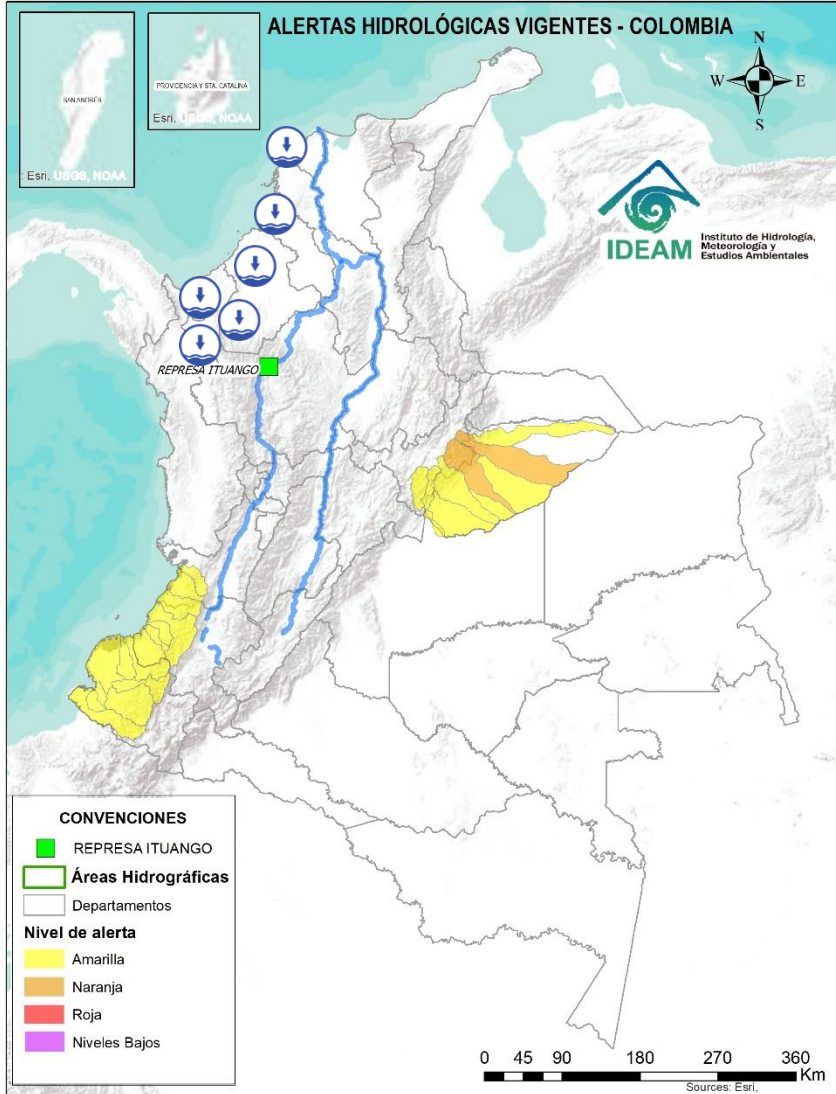 ALERTAS HIDROLÓGICAS VIGENTES - COLOMBIA
SAN ANDRÉS
Esri, USGS, NOAA
PROVIDENCIA Y STA. CATALINA
Esri, USGS, NOAA
N
W
E
S
IDEAM
Instituto de Hidrología,
Meteorología y
Estudios Ambientales
REPRESA ITUANGO
CONVENCIONES
REPRESA ITUANGO
Áreas Hidrográficas
Departamentos
Nivel de alerta
Amarilla
Naranja
Roja
Niveles Bajos
0 45 90 180 270 360
Km
Sources: Esri,